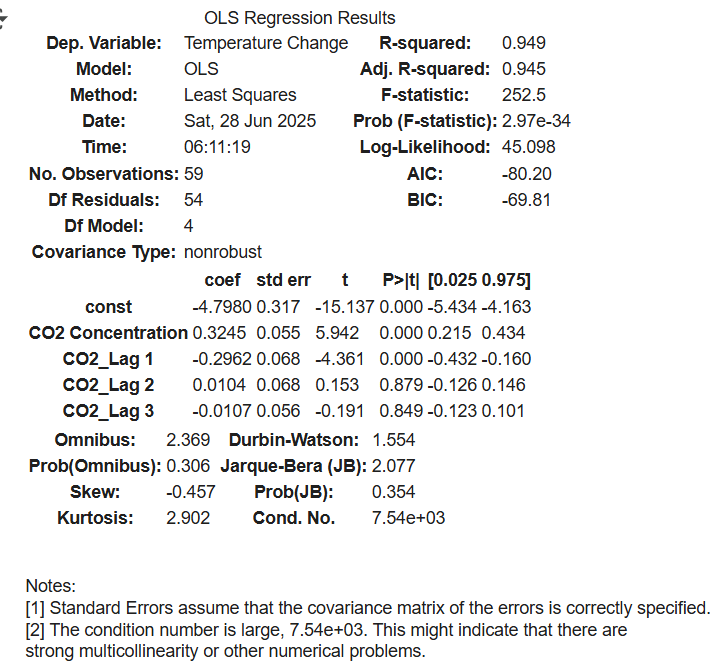 OLS Regression Results
Dep. Variable: Temperature Change R-squared: 0.949
Model: OLS Adj. R-squared: 0.945
Method: Least Squares F-statistic: 252.5
Date: Sat, 28 Jun 2025 Prob (F-statistic): 2.97e-34
Time: 06:11:19 Log-Likelihood: 45.098
No. Observations: 59 AIC: -80.20
Df Residuals: 54 BIC: -69.81
Df Model: 4
Covariance Type: nonrobust
coef std err t P>|t| [0.025 0.975]
const -4.7980 0.317 -15.137 0.000 -5.434 -4.163
CO2 Concentration 0.3245 0.055 5.942 0.000 0.215 0.434
CO2_Lag 1 -0.2962 0.068 -4.361 0.000 -0.432 -0.160
CO2_Lag 2 0.0104 0.068 0.153 0.879 -0.126 0.146
CO2_Lag 3 -0.0107 0.056 -0.191 0.849 -0.123 0.101
Omnibus: 2.369 Durbin-Watson: 1.554
Prob(Omnibus): 0.306 Jarque-Bera (JB): 2.077
Skew: -0.457 Prob(JB): 0.354
Kurtosis: 2.902 Cond. No. 7.54e+03
Notes:
[1] Standard Errors assume that the covariance matrix of the errors is correctly specified.
[2] The condition number is large, 7.54e+03. This might indicate that there are
strong multicollinearity or other numerical problems.